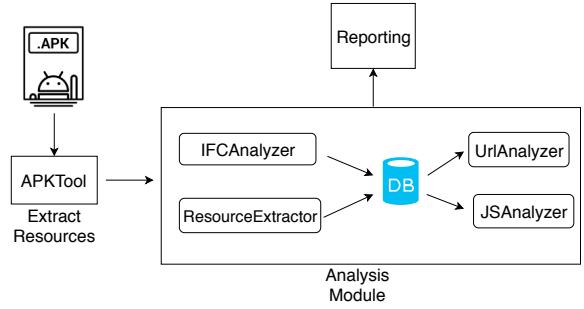 .APK
Reporting
IFCAnalyzer
UrlAnalyzer
APKTool
DB
ResourceExtractor
JSAnalyzer
Extract
Resources
Analysis
Module